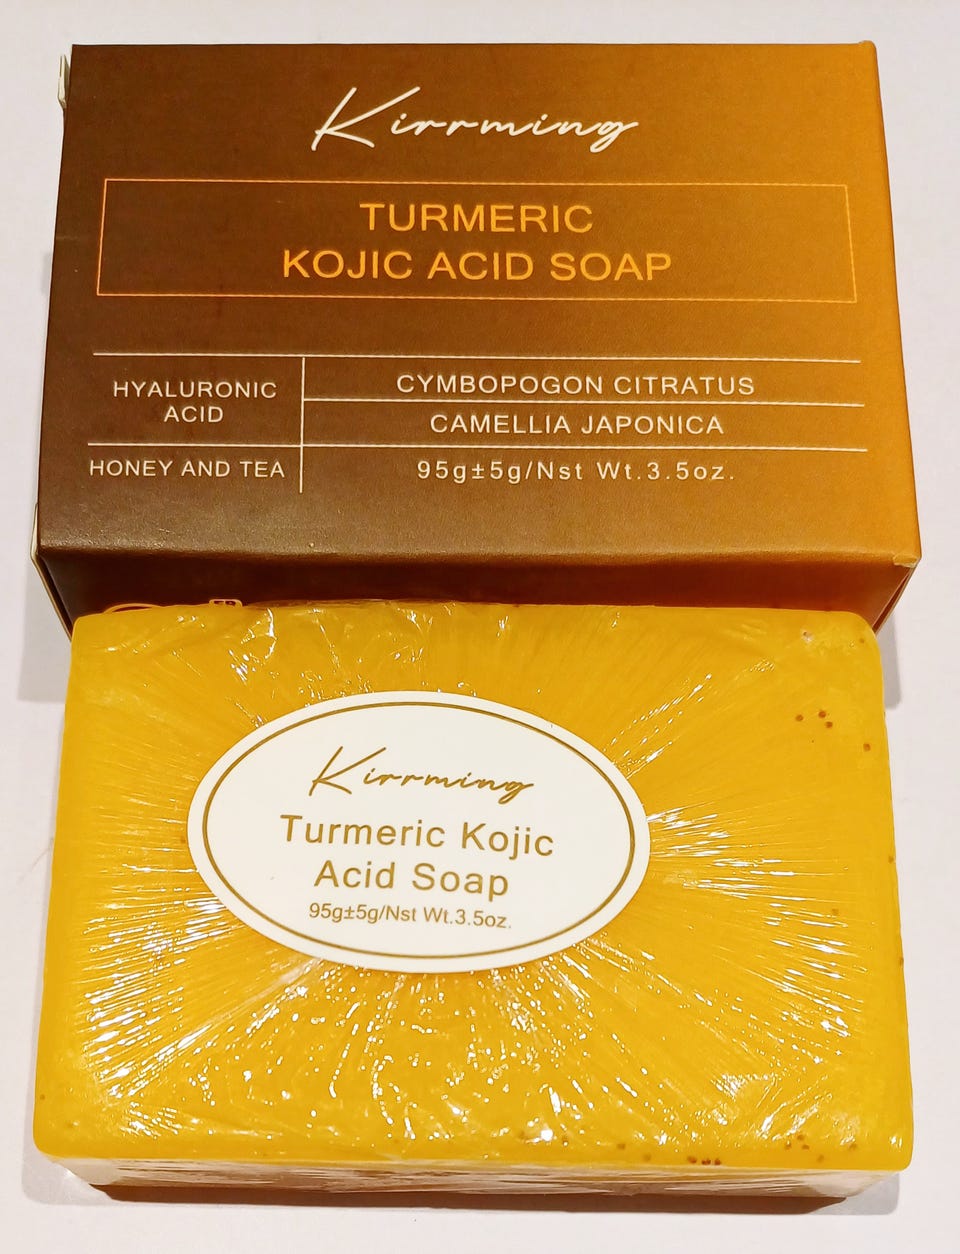 Kirrming
TURMERIC
KOJIC ACID SOAP
HYALURONIC
ACID
CYMBOPOGON CITRATUS
CAMELLIA JAPONICA
HONEY AND TEA
95g±5g/Nst Wt.3.5oz.
Kirrming
Turmeric Kojic
Acid Soap
95g±5g/Nst Wt.3.5oz.